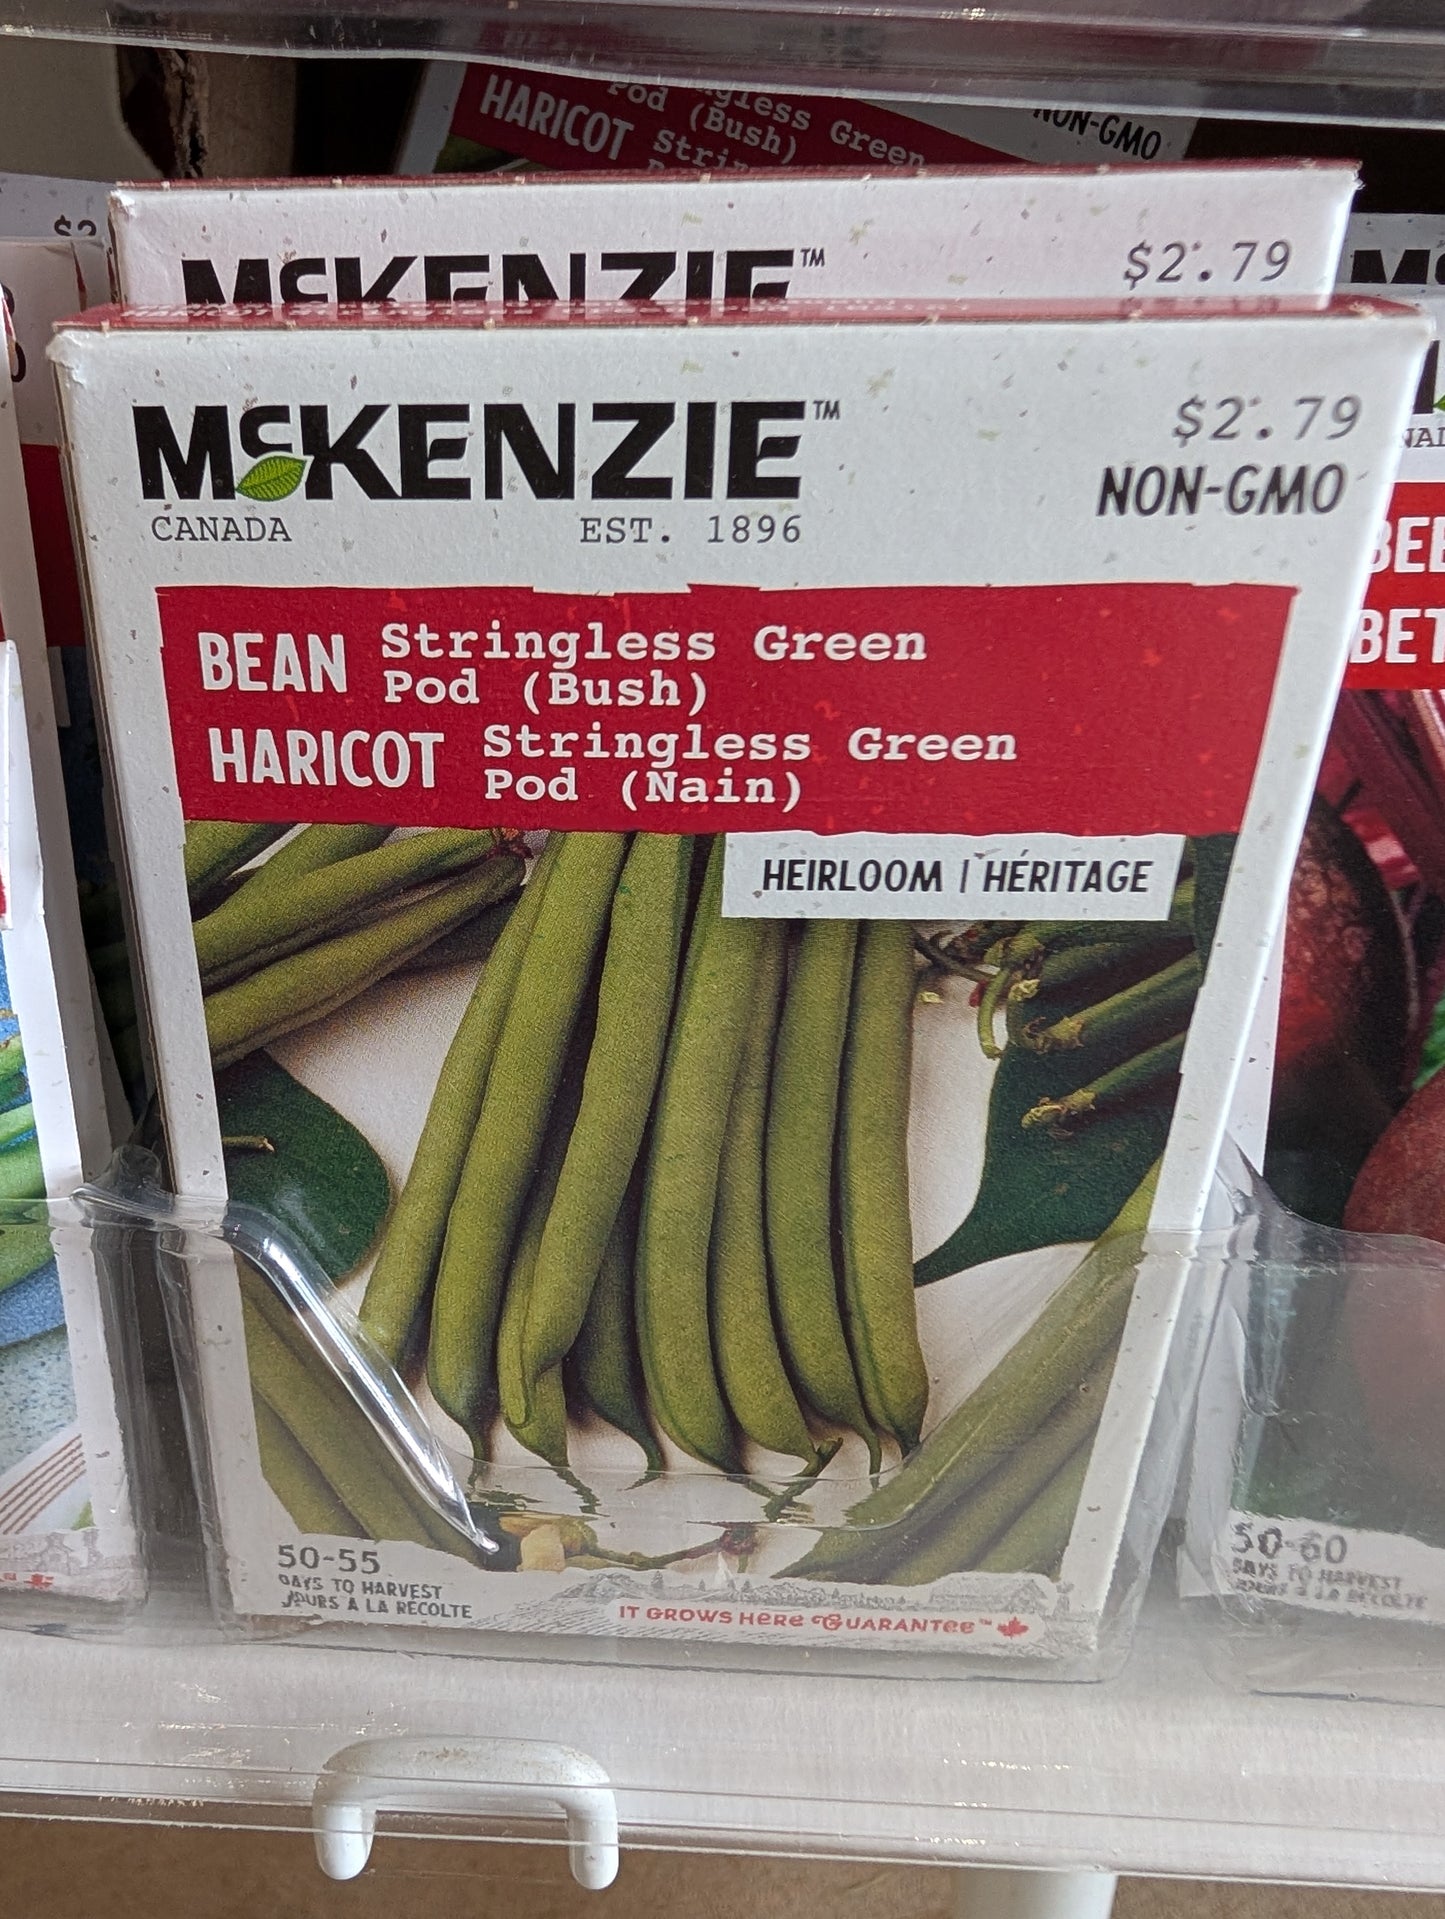 HARICOT
Pod (Bush)
Green
NON-GMO
McKENZIE™
$2.79
McKENZIE™
$2.79
NON-GMO
CANADA
EST. 1896
BEAN Stringless Green
Pod (Bush)
HARICOT Stringless Green
Pod (Nain)
HEIRLOOM | HÉRITAGE
50-55
DAYS TO HARVEST
JOURS À LA RÉCOLTE
IT GROWS HERE GUARANTEE™
50-60
DAYS TO HARVEST